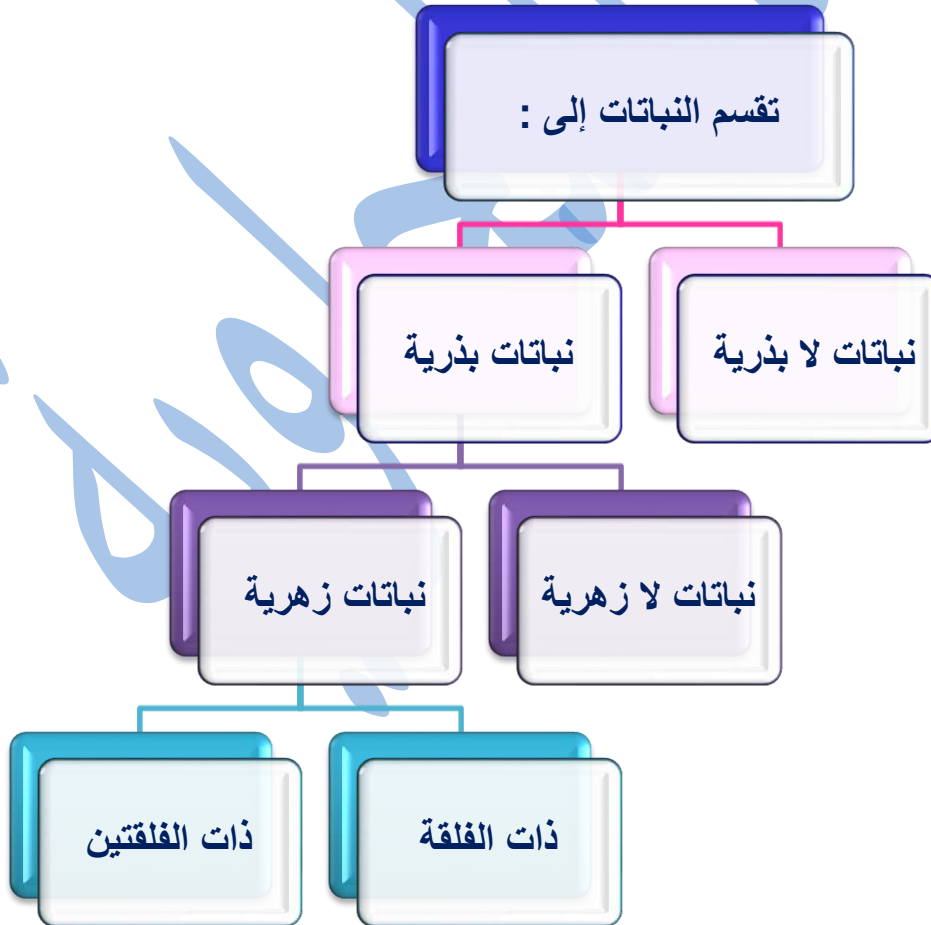 تقسم النباتات إلى :
نباتات لا بذرية
نباتات بذرية
نباتات لا زهرية
نباتات زهرية
ذات الفلقة
ذات الفلقتين